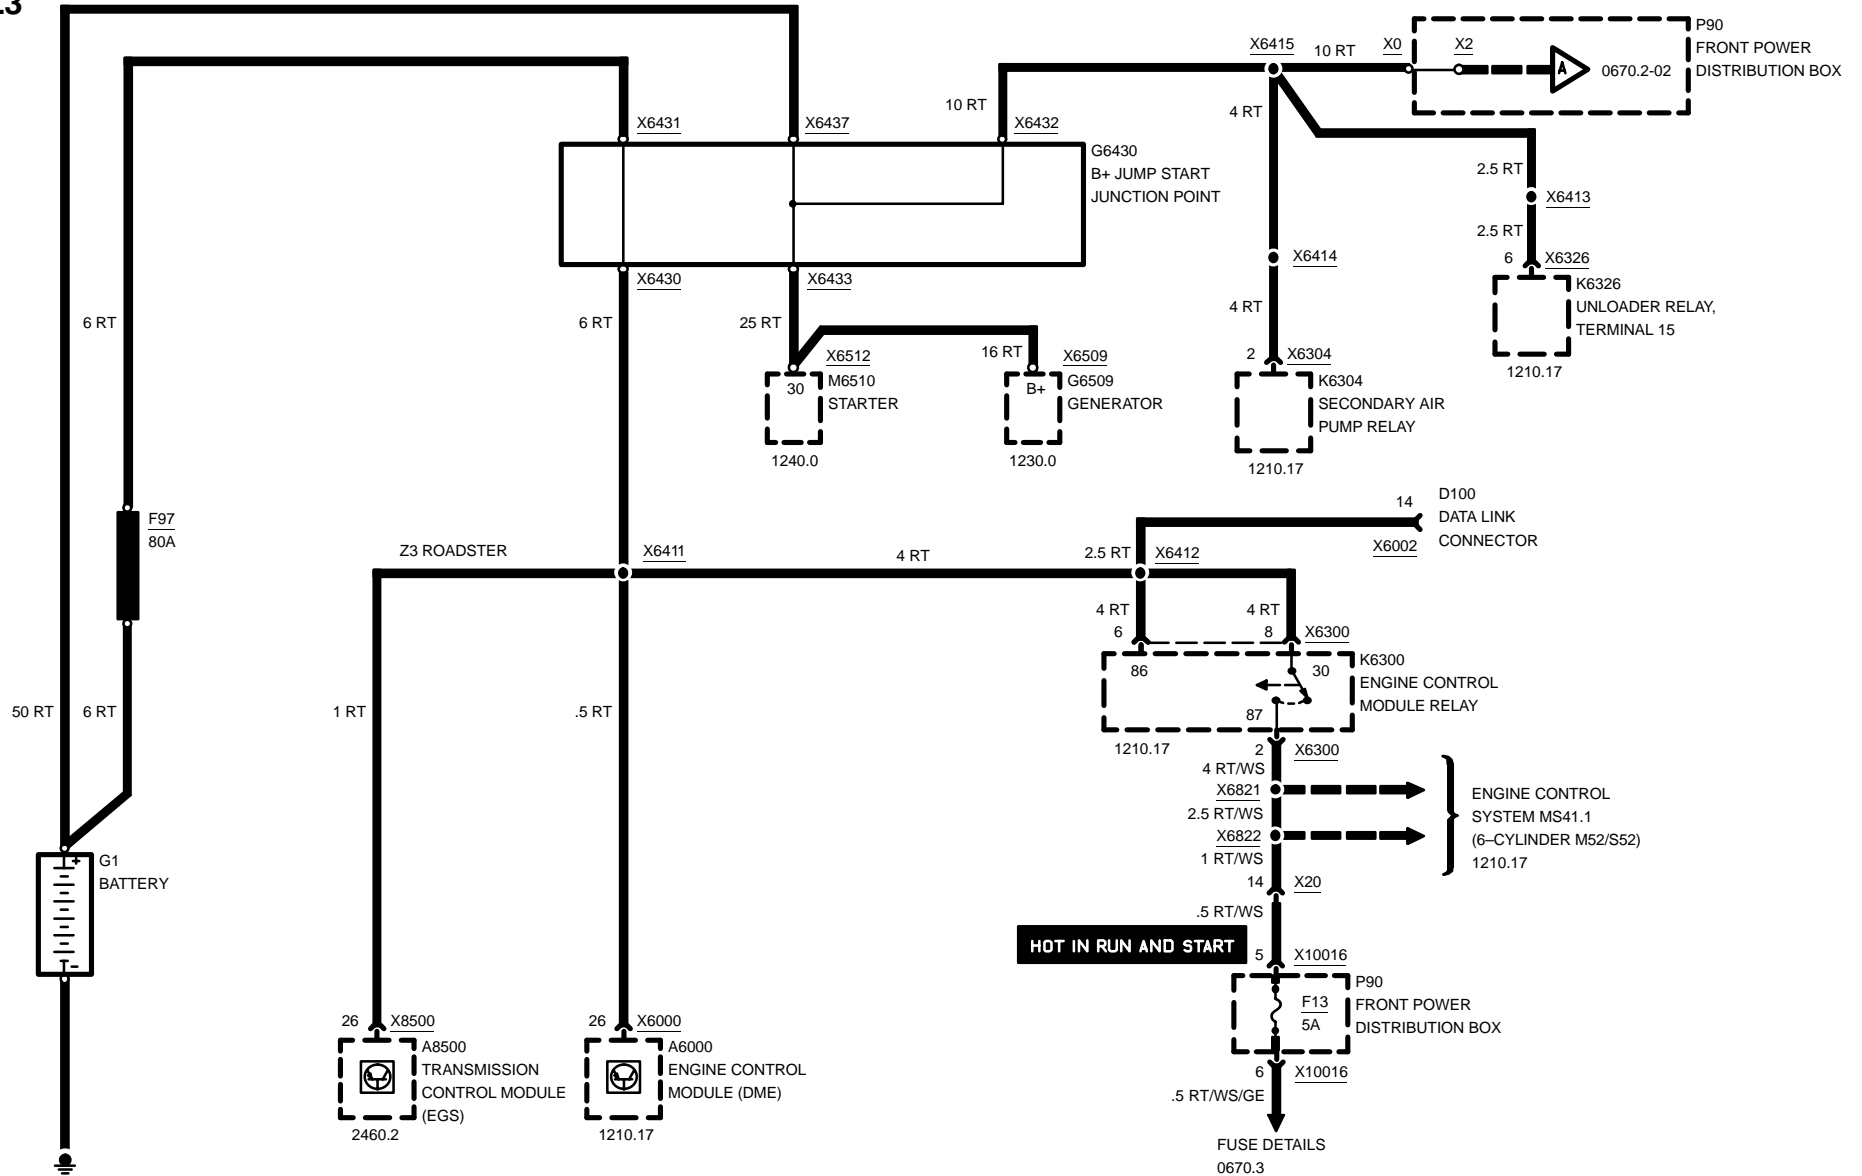 .3
X6431
X6437
10 RT
X6432
G6430
B+ JUMP START
JUNCTION POINT
X6415
10 RT
X0
X2
A
0670.2-02
P90
FRONT POWER
DISTRIBUTION BOX
4 RT
2.5 RT
X6413
2.5 RT
6
X6326
K6326
UNLOADER RELAY,
TERMINAL 15
1210.17
X6414
4 RT
2
X6304
K6304
SECONDARY AIR
PUMP RELAY
1210.17
X6430
X6433
6 RT
6 RT
25 RT
X6512
30
M6510
STARTER
1240.0
16 RT
X6509
B+
G6509
GENERATOR
1230.0
F97
80A
Z3 ROADSTER
X6411
4 RT
2.5 RT
X6412
14
D100
DATA LINK
CONNECTOR
X6002
4 RT
4 RT
6
8
X6300
86
30
87
K6300
ENGINE CONTROL
MODULE RELAY
1210.17
2
X6300
50 RT
6 RT
1 RT
.5 RT
4 RT/WS
X6821
2.5 RT/WS
X6822
1 RT/WS
14
X20
.5 RT/WS
ENGINE CONTROL
SYSTEM MS41.1
(6–CYLINDER M52/S52)
1210.17
G1
BATTERY
+
-
HOT IN RUN AND START
5
X10016
P90
FRONT POWER
DISTRIBUTION BOX
F13
5A
6
X10016
.5 RT/WS/GE
FUSE DETAILS
0670.3
26
X8500
A8500
TRANSMISSION
CONTROL MODULE
(EGS)
2460.2
26
X6000
A6000
ENGINE CONTROL
MODULE (DME)
1210.17